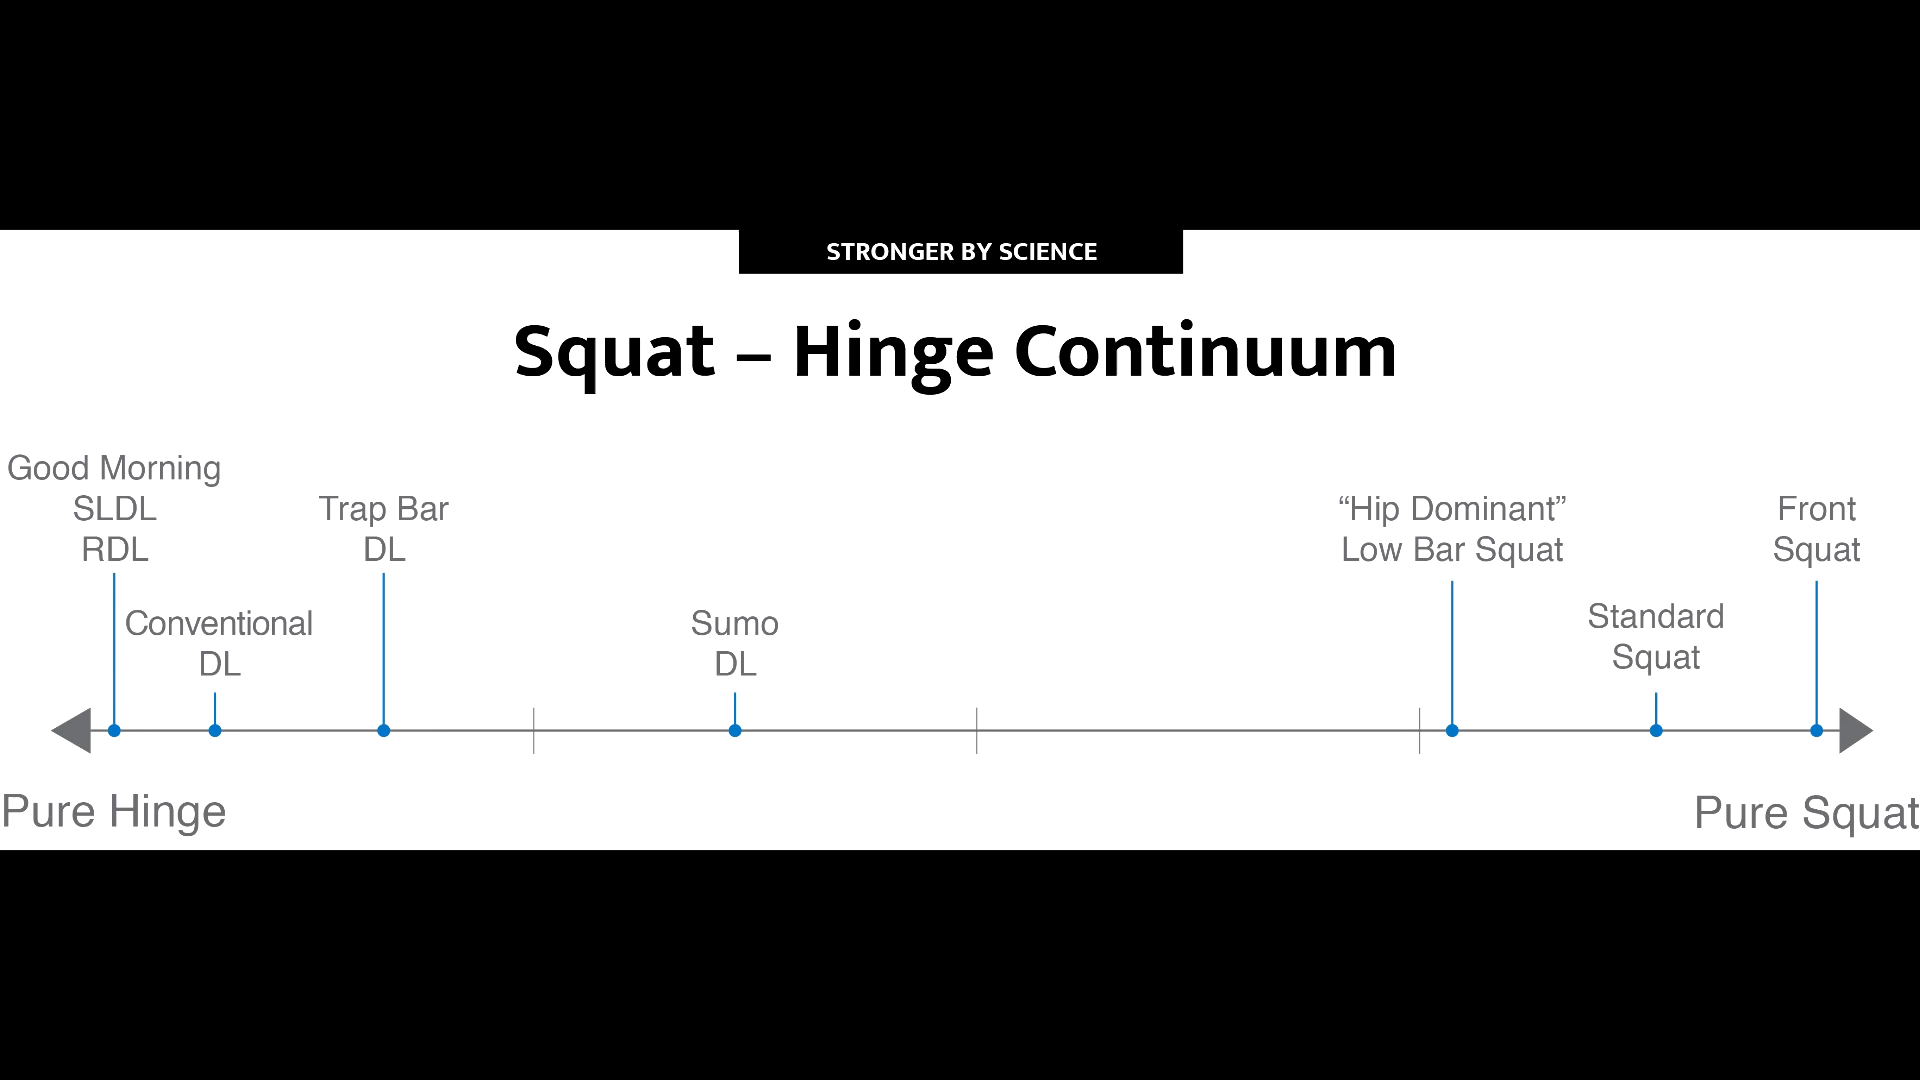 STRONGER BY SCIENCE
Squat – Hinge Continuum
Good Morning
SLDL
RDL
Conventional
DL
Trap Bar
DL
Sumo
DL
“Hip Dominant”
Low Bar Squat
Standard
Squat
Front
Squat
Pure Hinge
Pure Squat